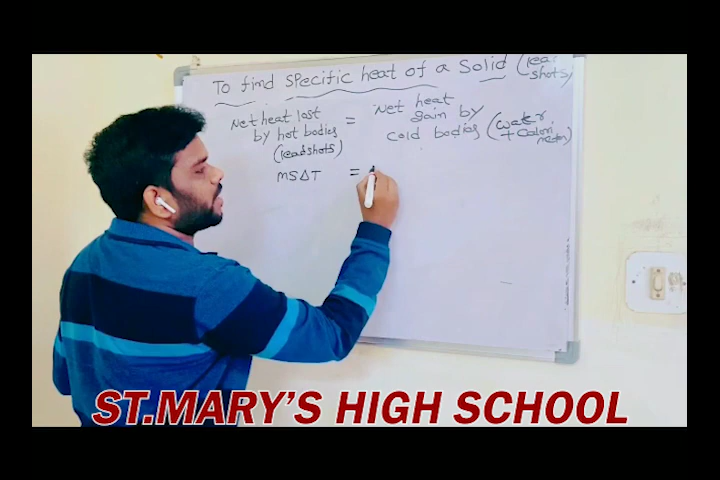 To find specific heat of a solid (lead shots)
Net heat lost by hot bodies (leadshots) = Net heat gain by cold bodies (water + calorimeter)
mSΔT =
ST.MARY'S HIGH SCHOOL